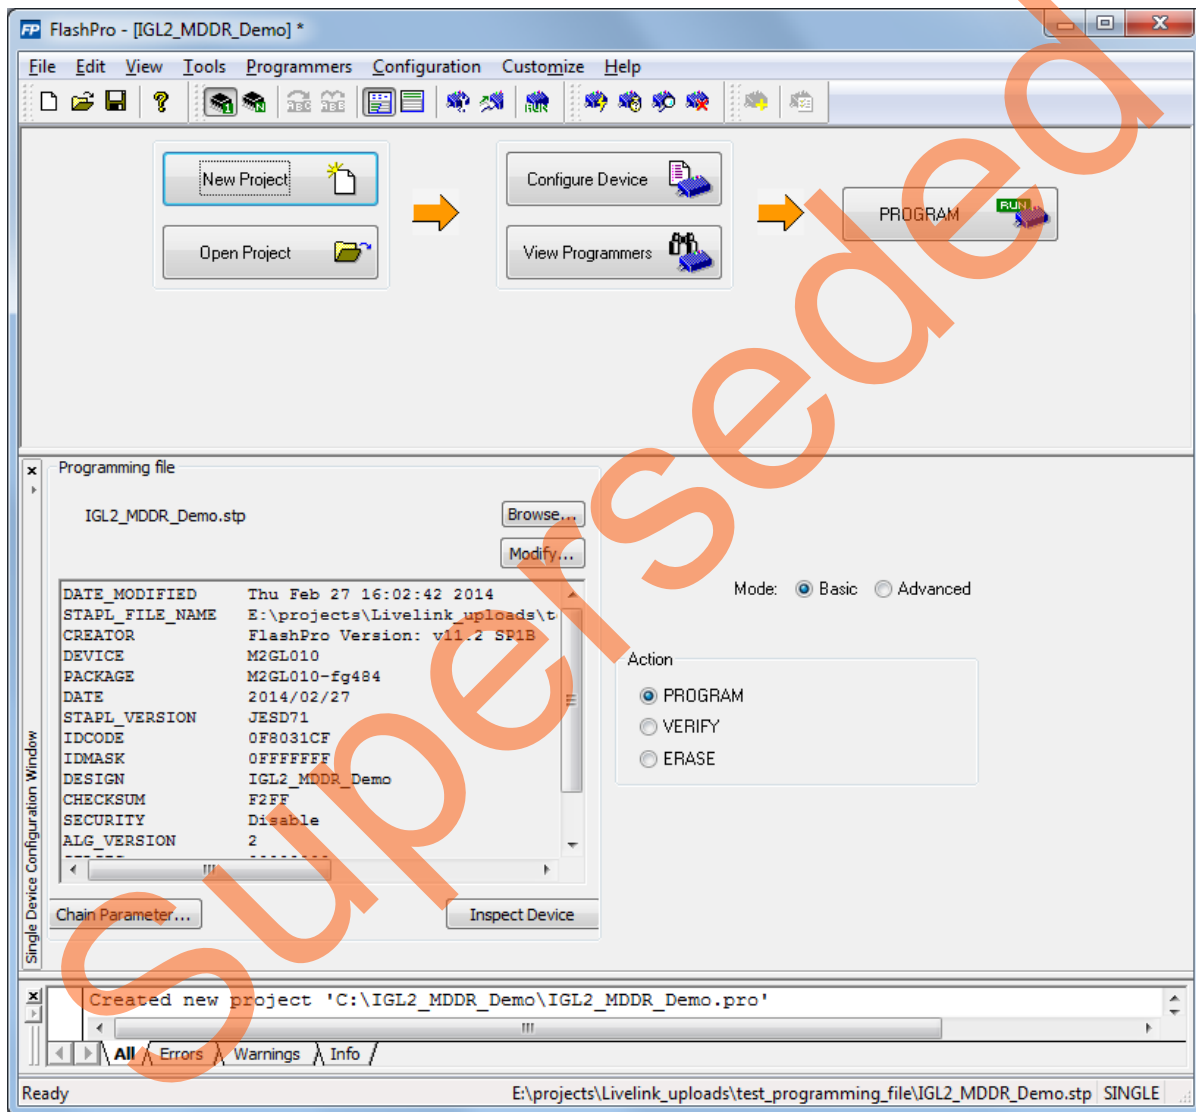 FlashPro - [IGL2_MDDR_Demo] *
File Edit View Tools Programmers Configuration Customize Help
New Project
Open Project
Configure Device
View Programmers
PROGRAM
RUN
Programming file
IGL2_MDDR_Demo.stp
Browse...
Modify...
DATE_MODIFIED Thu Feb 27 16:02:42 2014
STAPL_FILE_NAME E:\projects\Livelink_uploads\t
CREATOR FlashPro Version: v11.2 SP1B
DEVICE M2GL010
PACKAGE M2GL010-fg484
DATE 2014/02/27
STAPL_VERSION JESD71
IDCODE 0F8031CF
IDMASK 0FFFFFFF
DESIGN IGL2_MDDR_Demo
CHECKSUM F2FF
SECURITY Disable
ALG_VERSION 2
Chain Parameter...
Inspect Device
Mode: Basic Advanced
Action
PROGRAM
VERIFY
ERASE
Single Device Configuration Window
Created new project 'C:\IGL2_MDDR_Demo\IGL2_MDDR_Demo.pro'
All Errors Warnings Info
Ready
E:\projects\Livelink_uploads\test_programming_file\IGL2_MDDR_Demo.stp SINGLE
Superseded